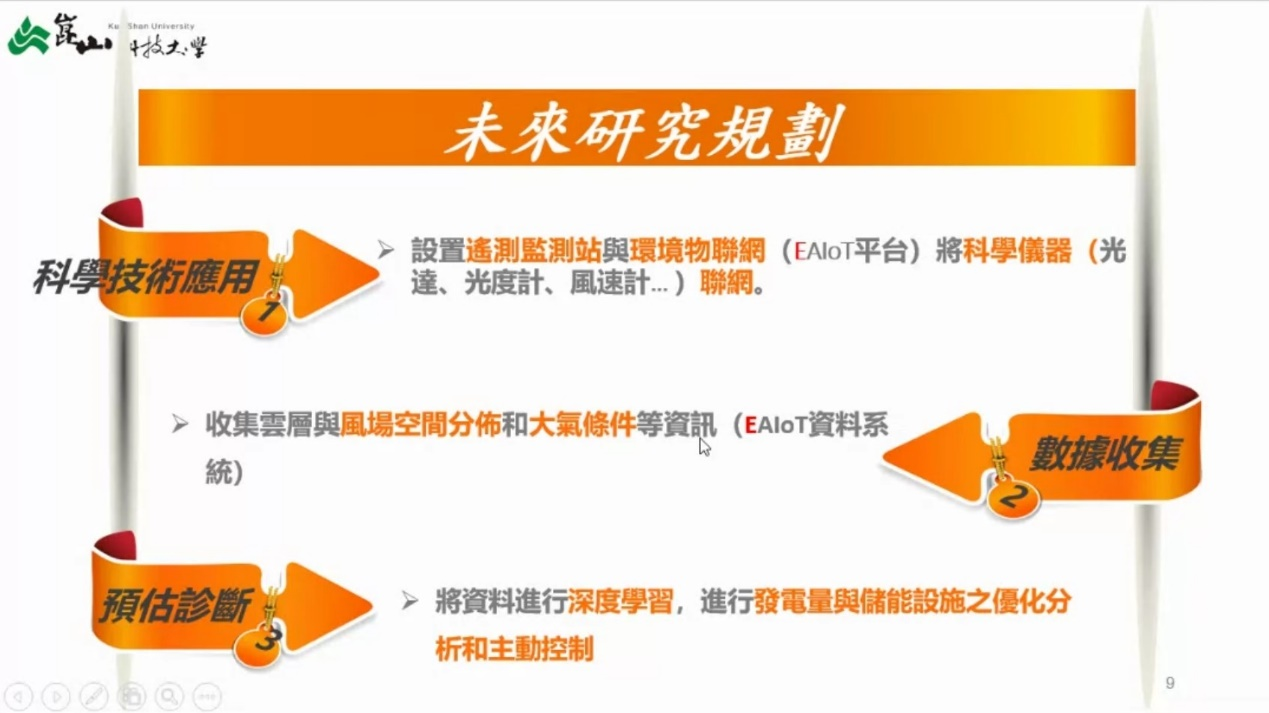 Kun Shan University
崑山科技大學
未來研究規劃
科學技術應用
1
➢ 設置遙測監測站與環境物聯網（EAIoT平台）將科學儀器（光
達、光度計、風速計...）聯網。
➢ 收集雲層與風場空間分佈和大氣條件等資訊（EAIoT資料系
統）
數據收集
2
預估診斷
3
➢ 將資料進行深度學習，進行發電量與儲能設施之優化分
析和主動控制
9